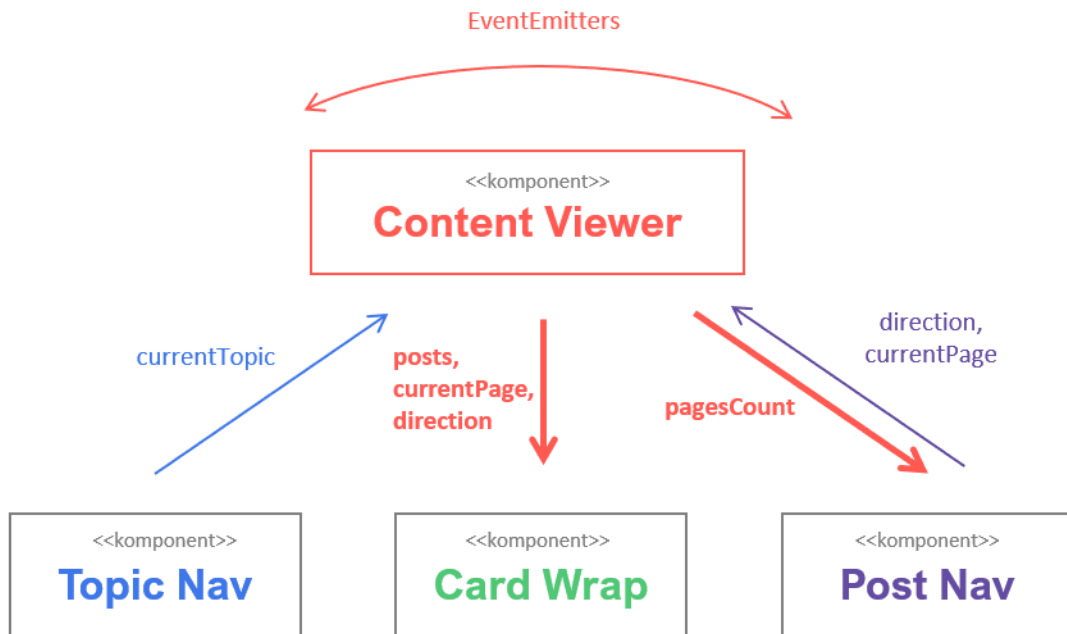 EventEmitters
<<komponent>>
Content Viewer
currentTopic
posts,
currentPage,
direction
pagesCount
direction,
currentPage
<<komponent>>
Topic Nav
<<komponent>>
Card Wrap
<<komponent>>
Post Nav